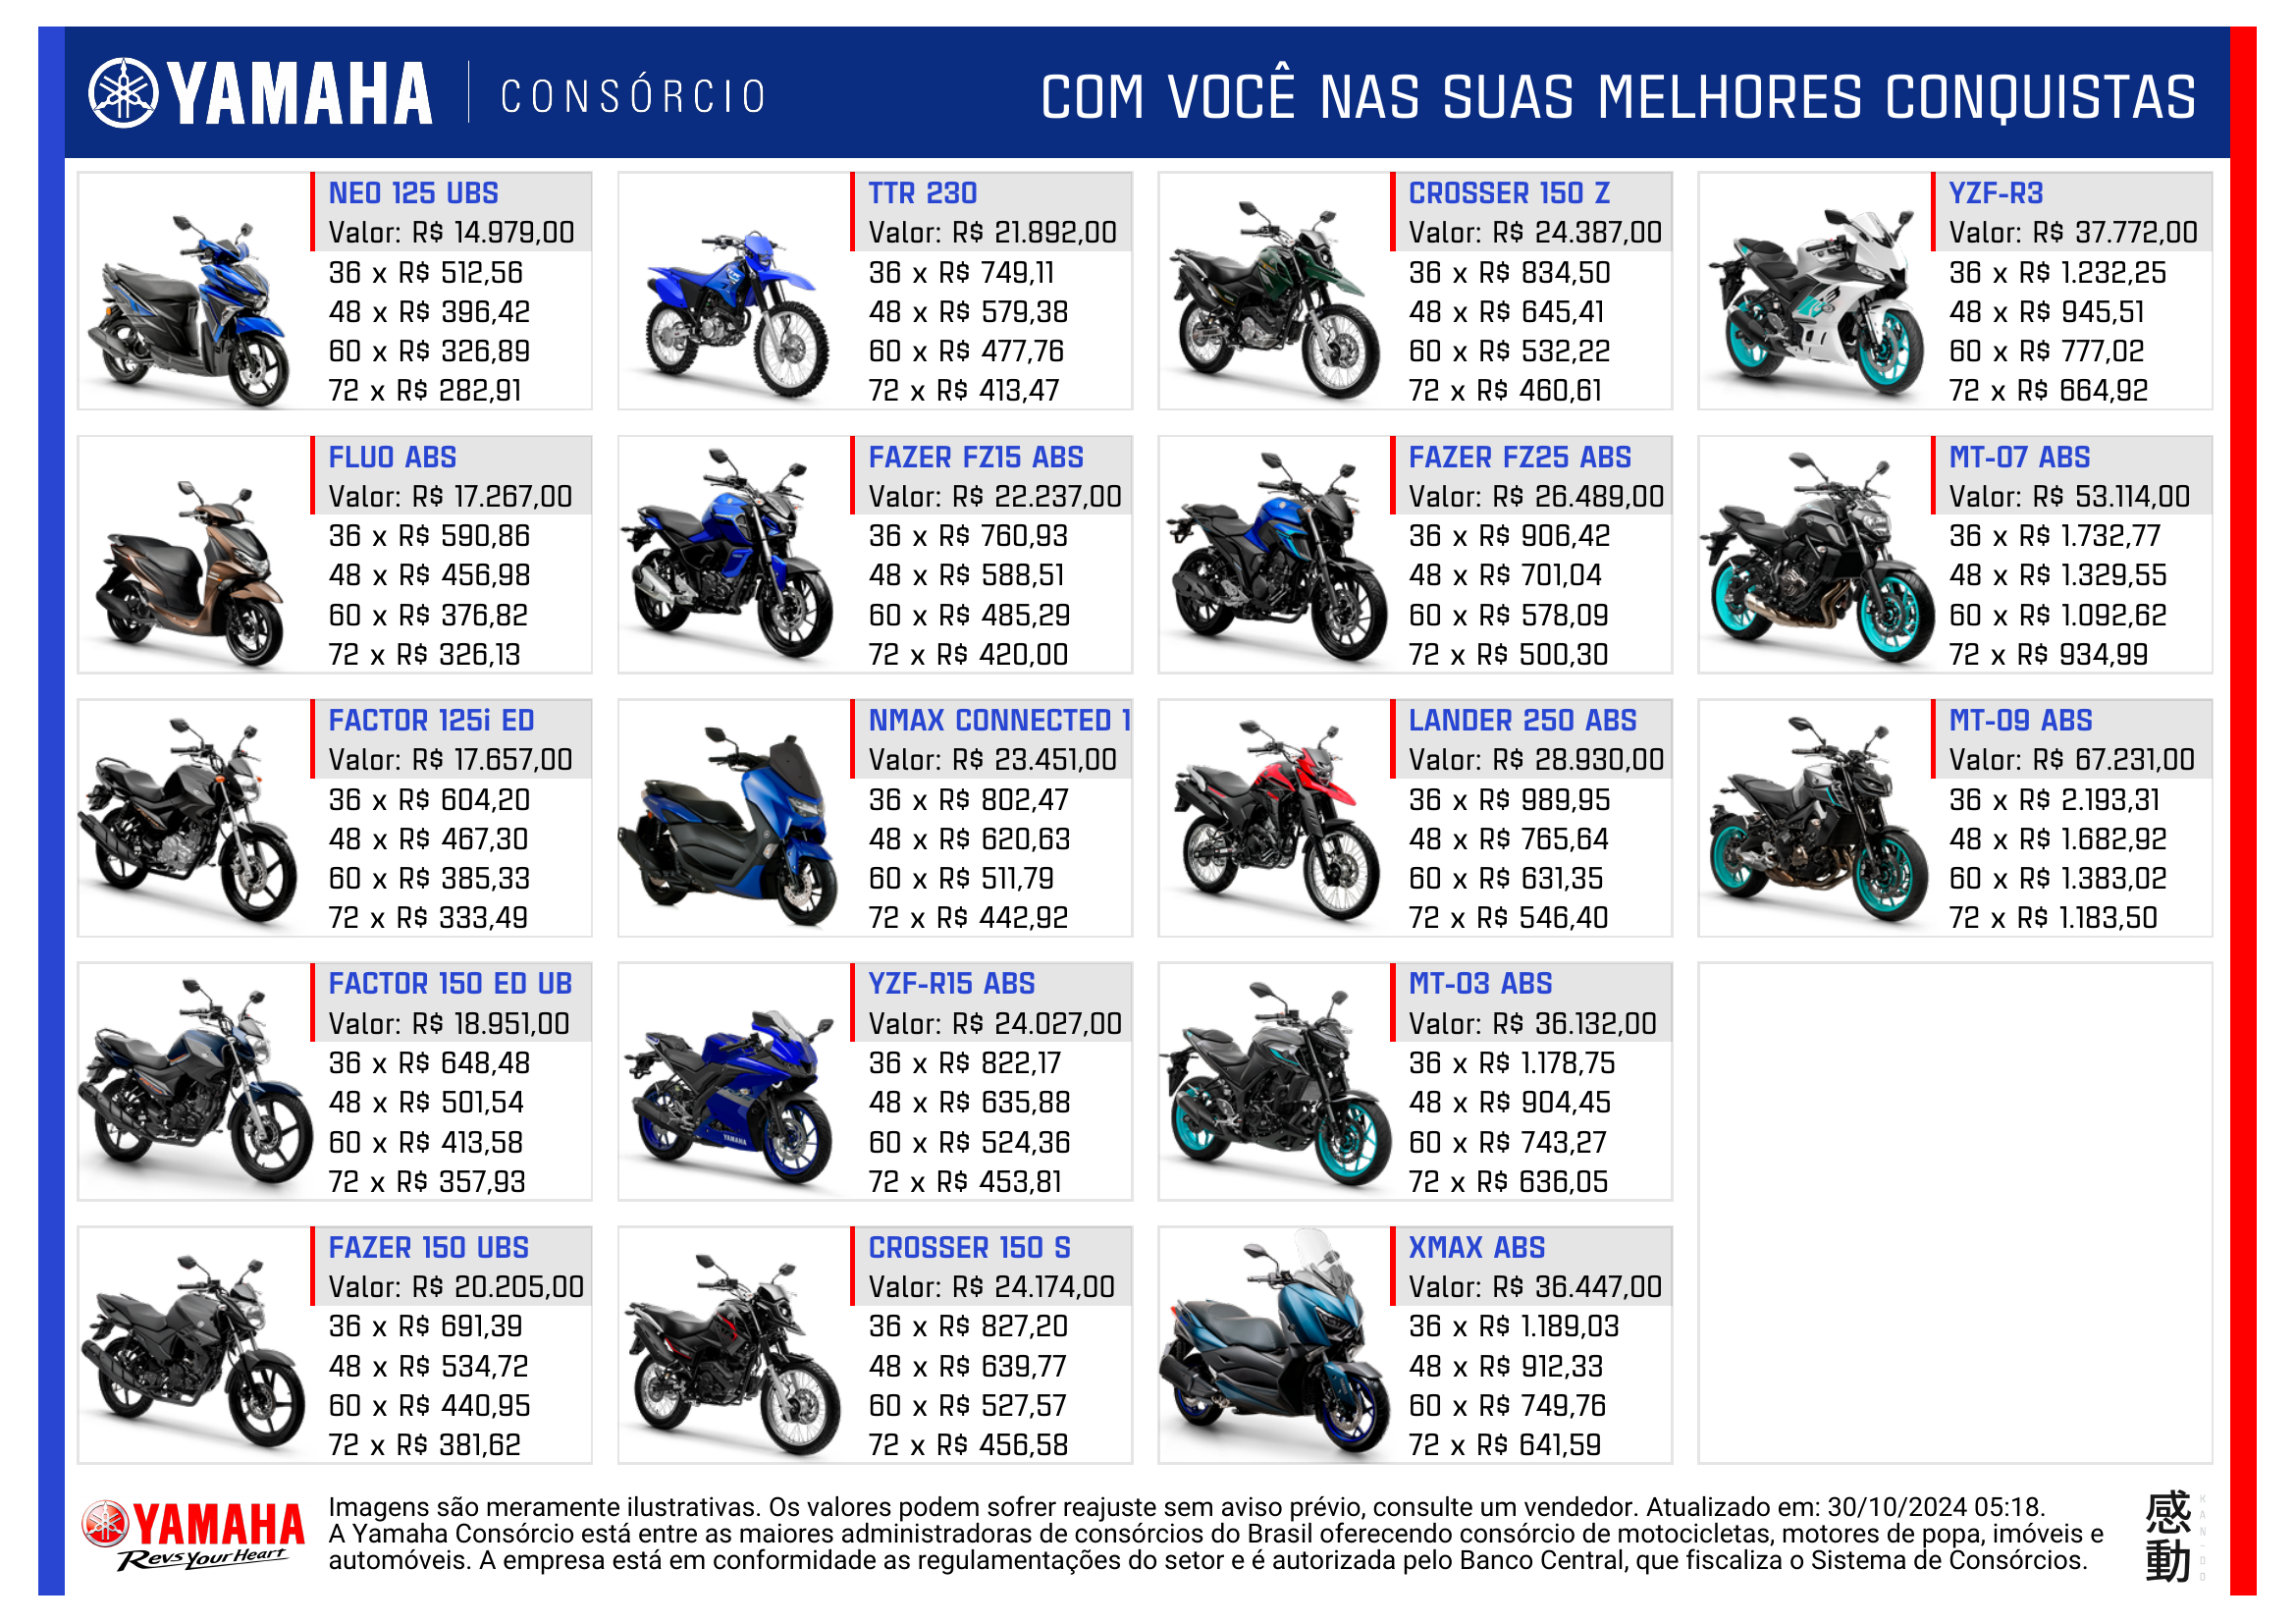 YAMAHA CONSÓRCIO
COM VOCÊ NAS SUAS MELHORES CONQUISTAS
NEO 125 UBS
Valor: R$ 14.979,00
36 x R$ 512,56
48 x R$ 396,42
60 x R$ 326,89
72 x R$ 282,91
TTR 230
Valor: R$ 21.892,00
36 x R$ 749,11
48 x R$ 579,38
60 x R$ 477,76
72 x R$ 413,47
CROSSER 150 Z
Valor: R$ 24.387,00
36 x R$ 834,50
48 x R$ 645,41
60 x R$ 532,22
72 x R$ 460,61
YZF-R3
Valor: R$ 37.772,00
36 x R$ 1.232,25
48 x R$ 945,51
60 x R$ 777,02
72 x R$ 664,92
FLUO ABS
Valor: R$ 17.267,00
36 x R$ 590,86
48 x R$ 456,98
60 x R$ 376,82
72 x R$ 326,13
FAZER FZ15 ABS
Valor: R$ 22.237,00
36 x R$ 760,93
48 x R$ 588,51
60 x R$ 485,29
72 x R$ 420,00
FAZER FZ25 ABS
Valor: R$ 26.489,00
36 x R$ 906,42
48 x R$ 701,04
60 x R$ 578,09
72 x R$ 500,30
MT-07 ABS
Valor: R$ 53.114,00
36 x R$ 1.732,77
48 x R$ 1.329,55
60 x R$ 1.092,62
72 x R$ 934,99
FACTOR 125i ED
Valor: R$ 17.657,00
36 x R$ 604,20
48 x R$ 467,30
60 x R$ 385,33
72 x R$ 333,49
NMAX CONNECTED 1
Valor: R$ 23.451,00
36 x R$ 802,47
48 x R$ 620,63
60 x R$ 511,79
72 x R$ 442,92
LANDER 250 ABS
Valor: R$ 28.930,00
36 x R$ 989,95
48 x R$ 765,64
60 x R$ 631,35
72 x R$ 546,40
MT-09 ABS
Valor: R$ 67.231,00
36 x R$ 2.193,31
48 x R$ 1.682,92
60 x R$ 1.383,02
72 x R$ 1.183,50
FACTOR 150 ED UB
Valor: R$ 18.951,00
36 x R$ 648,48
48 x R$ 501,54
60 x R$ 413,58
72 x R$ 357,93
YZF-R15 ABS
Valor: R$ 24.027,00
36 x R$ 822,17
48 x R$ 635,88
60 x R$ 524,36
72 x R$ 453,81
YAMAHA
MT-03 ABS
Valor: R$ 36.132,00
36 x R$ 1.178,75
48 x R$ 904,45
60 x R$ 743,27
72 x R$ 636,05
FAZER 150 UBS
Valor: R$ 20.205,00
36 x R$ 691,39
48 x R$ 534,72
60 x R$ 440,95
72 x R$ 381,62
CROSSER 150 S
Valor: R$ 24.174,00
36 x R$ 827,20
48 x R$ 639,77
60 x R$ 527,57
72 x R$ 456,58
XMAX ABS
Valor: R$ 36.447,00
36 x R$ 1.189,03
48 x R$ 912,33
60 x R$ 749,76
72 x R$ 641,59
YAMAHA
Revs Your Heart
Imagens são meramente ilustrativas. Os valores podem sofrer reajuste sem aviso prévio, consulte um vendedor. Atualizado em: 30/10/2024 05:18.
A Yamaha Consórcio está entre as maiores administradoras de consórcios do Brasil oferecendo consórcio de motocicletas, motores de popa, imóveis e
automóveis. A empresa está em conformidade as regulamentações do setor e é autorizada pelo Banco Central, que fiscaliza o Sistema de Consórcios.
感動
KAN-DO